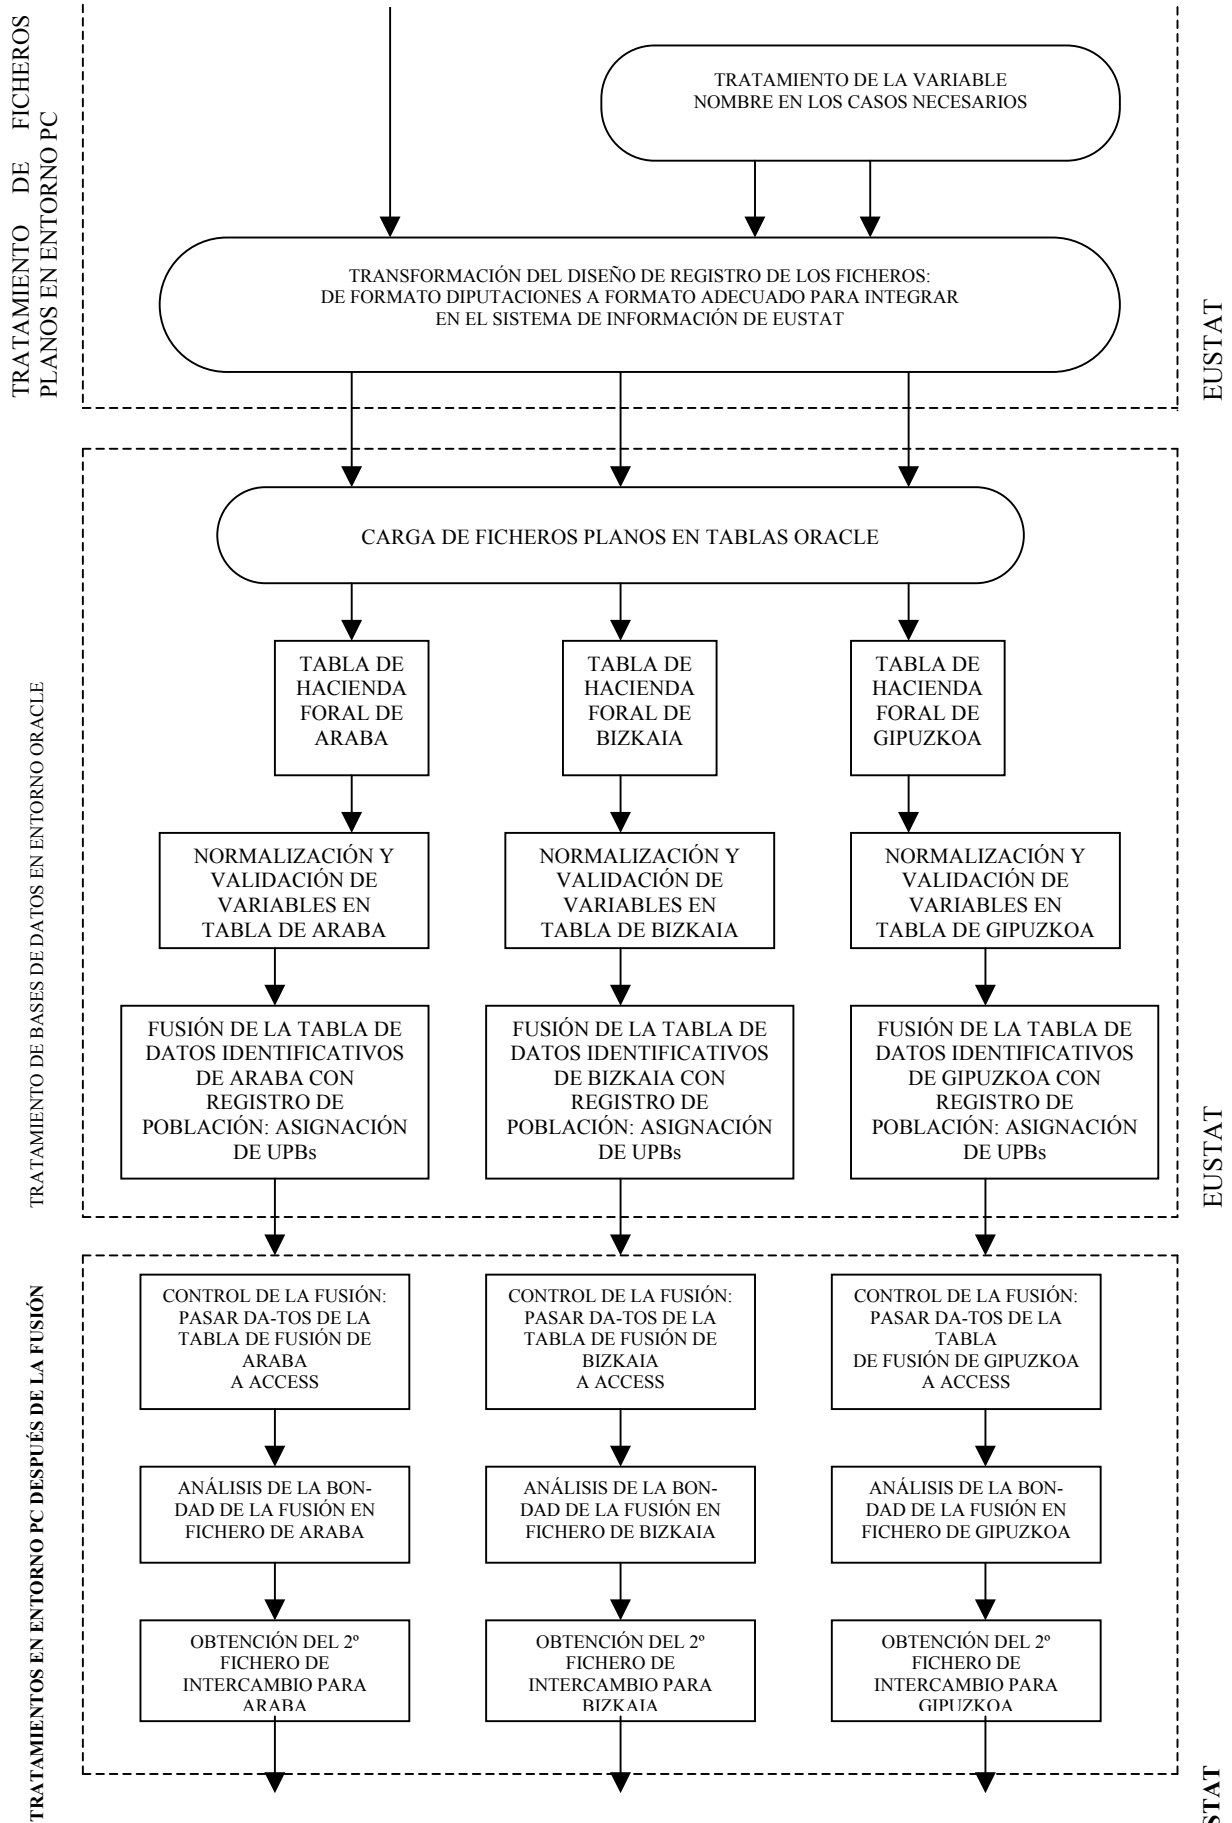 TRATAMIENTO DE FICHEROS
PLANOS EN ENTORNO PC
TRATAMIENTO DE LA VARIABLE
NOMBRE EN LOS CASOS NECESARIOS
TRANSFORMACIÓN DEL DISEÑO DE REGISTRO DE LOS FICHEROS:
DE FORMATO DIPUTACIONES A FORMATO ADECUADO PARA INTEGRAR
EN EL SISTEMA DE INFORMACIÓN DE EUSTAT
EUSTAT
TRATAMIENTO DE BASES DE DATOS EN ENTORNO ORACLE
CARGA DE FICHEROS PLANOS EN TABLAS ORACLE
TABLA DE
HACIENDA
FORAL DE
ARABA
TABLA DE
HACIENDA
FORAL DE
BIZKAIA
TABLA DE
HACIENDA
FORAL DE
GIPUZKOA
NORMALIZACIÓN Y
VALIDACIÓN DE
VARIABLES EN
TABLA DE ARABA
NORMALIZACIÓN Y
VALIDACIÓN DE
VARIABLES EN
TABLA DE BIZKAIA
NORMALIZACIÓN Y
VALIDACIÓN DE
VARIABLES EN
TABLA DE GIPUZKOA
FUSIÓN DE LA TABLA DE
DATOS IDENTIFICATIVOS
DE ARABA CON
REGISTRO DE
POBLACIÓN: ASIGNACIÓN
DE UPBs
FUSIÓN DE LA TABLA DE
DATOS IDENTIFICATIVOS
DE BIZKAIA CON
REGISTRO DE
POBLACIÓN: ASIGNACIÓN
DE UPBs
FUSIÓN DE LA TABLA DE
DATOS IDENTIFICATIVOS
DE GIPUZKOA CON
REGISTRO DE
POBLACIÓN: ASIGNACIÓN
DE UPBs
EUSTAT
TRATAMIENTOS EN ENTORNO PC DESPUÉS DE LA FUSIÓN
CONTROL DE LA FUSIÓN:
PASAR DA-TOS DE LA
TABLA DE FUSIÓN DE
ARABA
A ACCESS
CONTROL DE LA FUSIÓN:
PASAR DA-TOS DE LA
TABLA DE FUSIÓN DE
BIZKAIA
A ACCESS
CONTROL DE LA FUSIÓN:
PASAR DA-TOS DE LA
TABLA
DE FUSIÓN DE GIPUZKOA
A ACCESS
ANÁLISIS DE LA BON-
DAD DE LA FUSIÓN EN
FICHERO DE ARABA
ANÁLISIS DE LA BON-
DAD DE LA FUSIÓN EN
FICHERO DE BIZKAIA
ANÁLISIS DE LA BON-
DAD DE LA FUSIÓN EN
FICHERO DE GIPUZKOA
OBTENCIÓN DEL 2º
FICHERO DE
INTERCAMBIO PARA
ARABA
OBTENCIÓN DEL 2º
FICHERO DE
INTERCAMBIO PARA
BIZKAIA
OBTENCIÓN DEL 2º
FICHERO DE
INTERCAMBIO PARA
GIPUZKOA
STAT